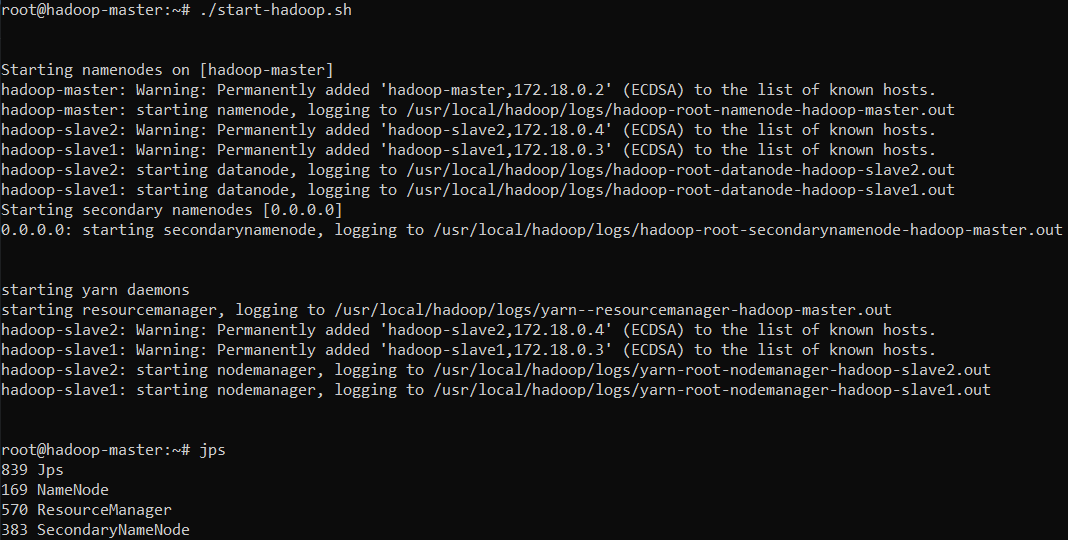 root@hadoop-master:~# ./start-hadoop.sh
Starting namenodes on [hadoop-master]
hadoop-master: Warning: Permanently added 'hadoop-master,172.18.0.2' (ECDSA) to the list of known hosts.
hadoop-master: starting namenode, logging to /usr/local/hadoop/logs/hadoop-root-namenode-hadoop-master.out
hadoop-slave2: Warning: Permanently added 'hadoop-slave2,172.18.0.4' (ECDSA) to the list of known hosts.
hadoop-slave1: Warning: Permanently added 'hadoop-slave1,172.18.0.3' (ECDSA) to the list of known hosts.
hadoop-slave2: starting datanode, logging to /usr/local/hadoop/logs/hadoop-root-datanode-hadoop-slave2.out
hadoop-slave1: starting datanode, logging to /usr/local/hadoop/logs/hadoop-root-datanode-hadoop-slave1.out
Starting secondary namenodes [0.0.0.0]
0.0.0.0: starting secondarynamenode, logging to /usr/local/hadoop/logs/hadoop-root-secondarynamenode-hadoop-master.out
starting yarn daemons
starting resourcemanager, logging to /usr/local/hadoop/logs/yarn--resourcemanager-hadoop-master.out
hadoop-slave2: Warning: Permanently added 'hadoop-slave2,172.18.0.4' (ECDSA) to the list of known hosts.
hadoop-slave1: Warning: Permanently added 'hadoop-slave1,172.18.0.3' (ECDSA) to the list of known hosts.
hadoop-slave2: starting nodemanager, logging to /usr/local/hadoop/logs/yarn-root-nodemanager-hadoop-slave2.out
hadoop-slave1: starting nodemanager, logging to /usr/local/hadoop/logs/yarn-root-nodemanager-hadoop-slave1.out
root@hadoop-master:~# jps
839 Jps
169 NameNode
570 ResourceManager
383 SecondaryNameNode